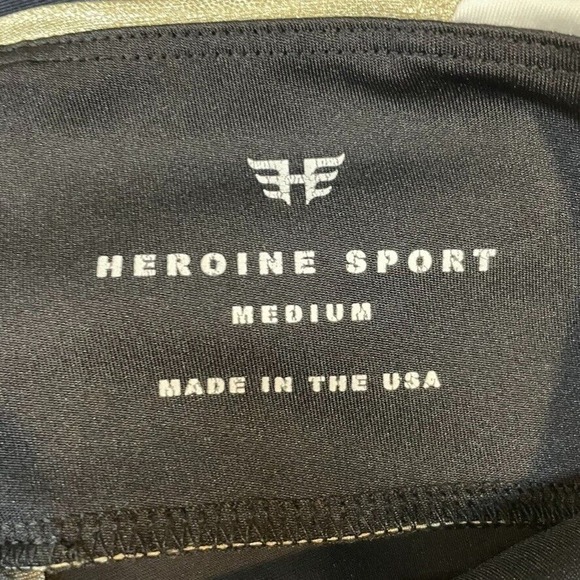 HEROINE SPORT
MEDIUM
MADE IN THE USA